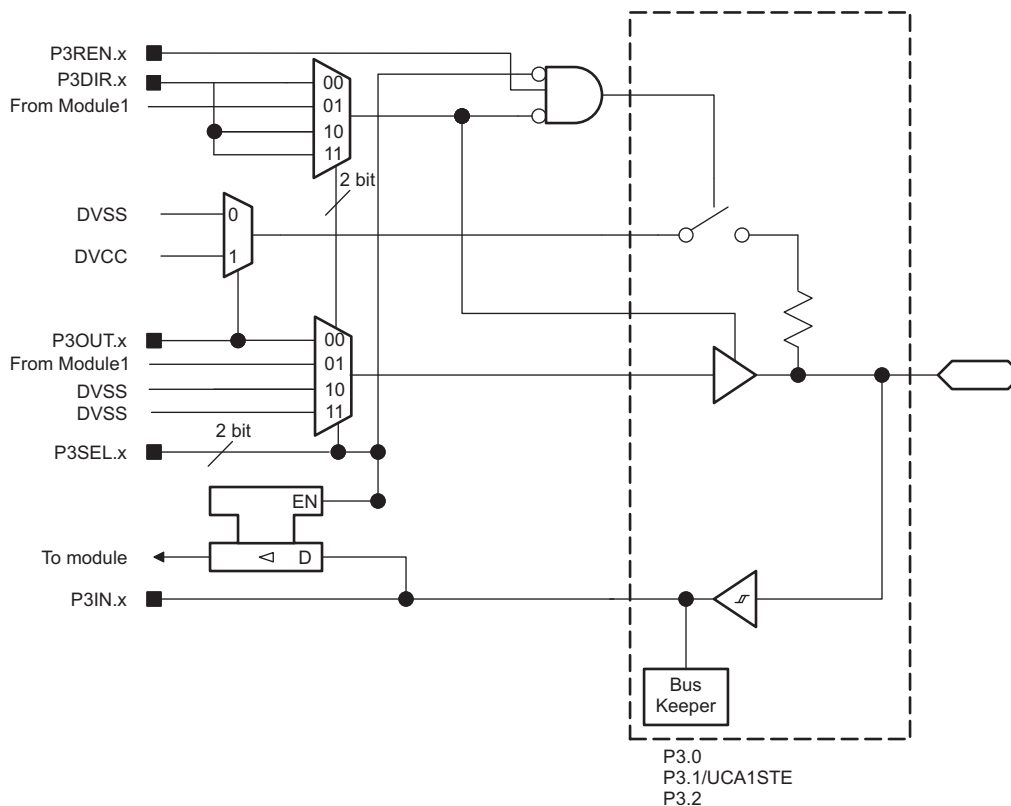 P3REN.x
P3DIR.x
From Module1
00
01
10
11
2 bit
DVSS
DVCC
0
1
P3OUT.x
From Module1
DVSS
DVSS
00
01
10
11
P3SEL.x
2 bit
EN
D
To module
P3IN.x
Bus
Keeper
P3.0
P3.1/UCA1STE
P3.2